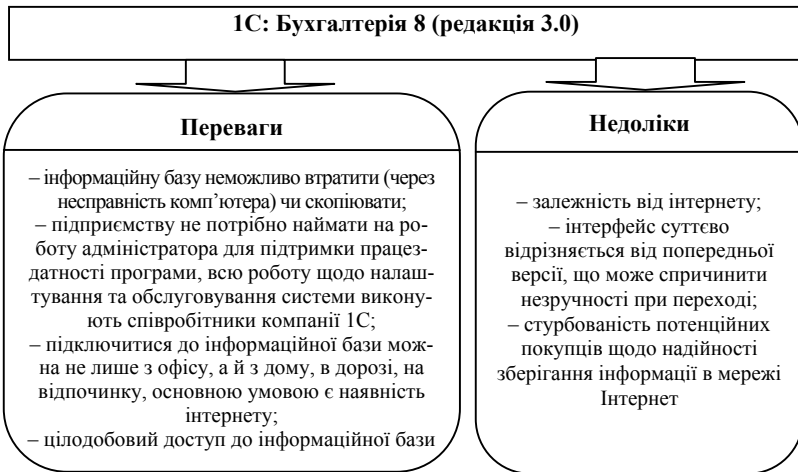 1С: Бухгалтерія 8 (редакція 3.0)
Переваги
– інформаційну базу неможливо втратити (через
несправність комп’ютера) чи скопіювати;
– підприємству не потрібно наймати на ро-
боту адміністратора для підтримки працез-
датності програми, всю роботу щодо налаш-
тування та обслуговування системи викону-
ють співробітники компанії 1С;
– підключитися до інформаційної бази мож-
на не лише з офісу, а й з дому, в дорозі, на
відпочинку, основною умовою є наявність
інтернету;
– цілодобовий доступ до інформаційної бази
Недоліки
– залежність від інтернету;
– інтерфейс суттєво
відрізняється від попередньої
версії, що може спричинити
незручності при переході;
– стурбованість потенційних
покупців щодо надійності
зберігання інформації в мережі
Інтернет